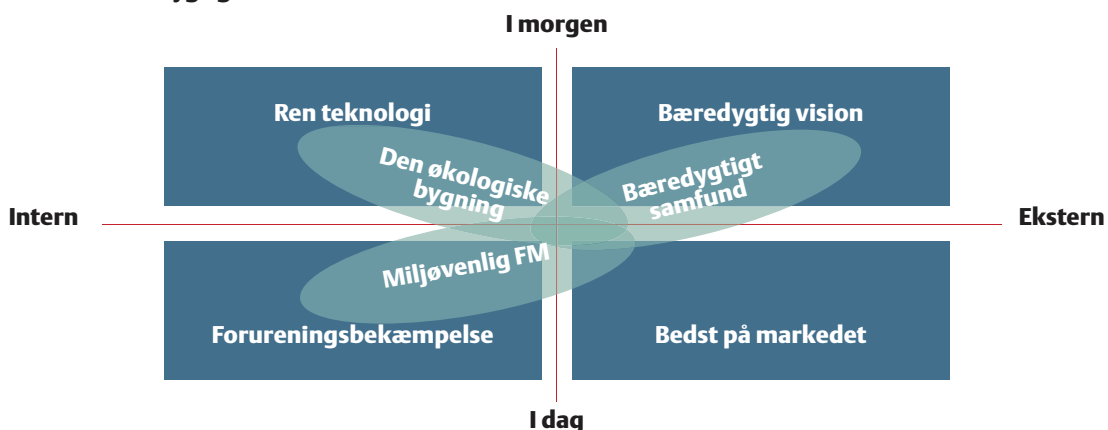 I morgen
Ren teknologi
Bæredygtig vision
Den økologiske
bygning
Bæredygtigt
samfund
Intern
Ekstern
Miljøvenlig FM
Forureningsbekæmpelse
Bedst på markedet
I dag